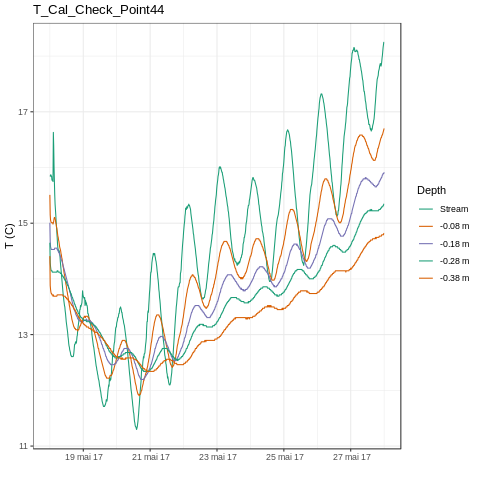 T_Cal_Check_Point44
T (C)
17
15
13
11
19 mai 17
21 mai 17
23 mai 17
25 mai 17
27 mai 17
Depth
Stream
-0.08 m
-0.18 m
-0.28 m
-0.38 m